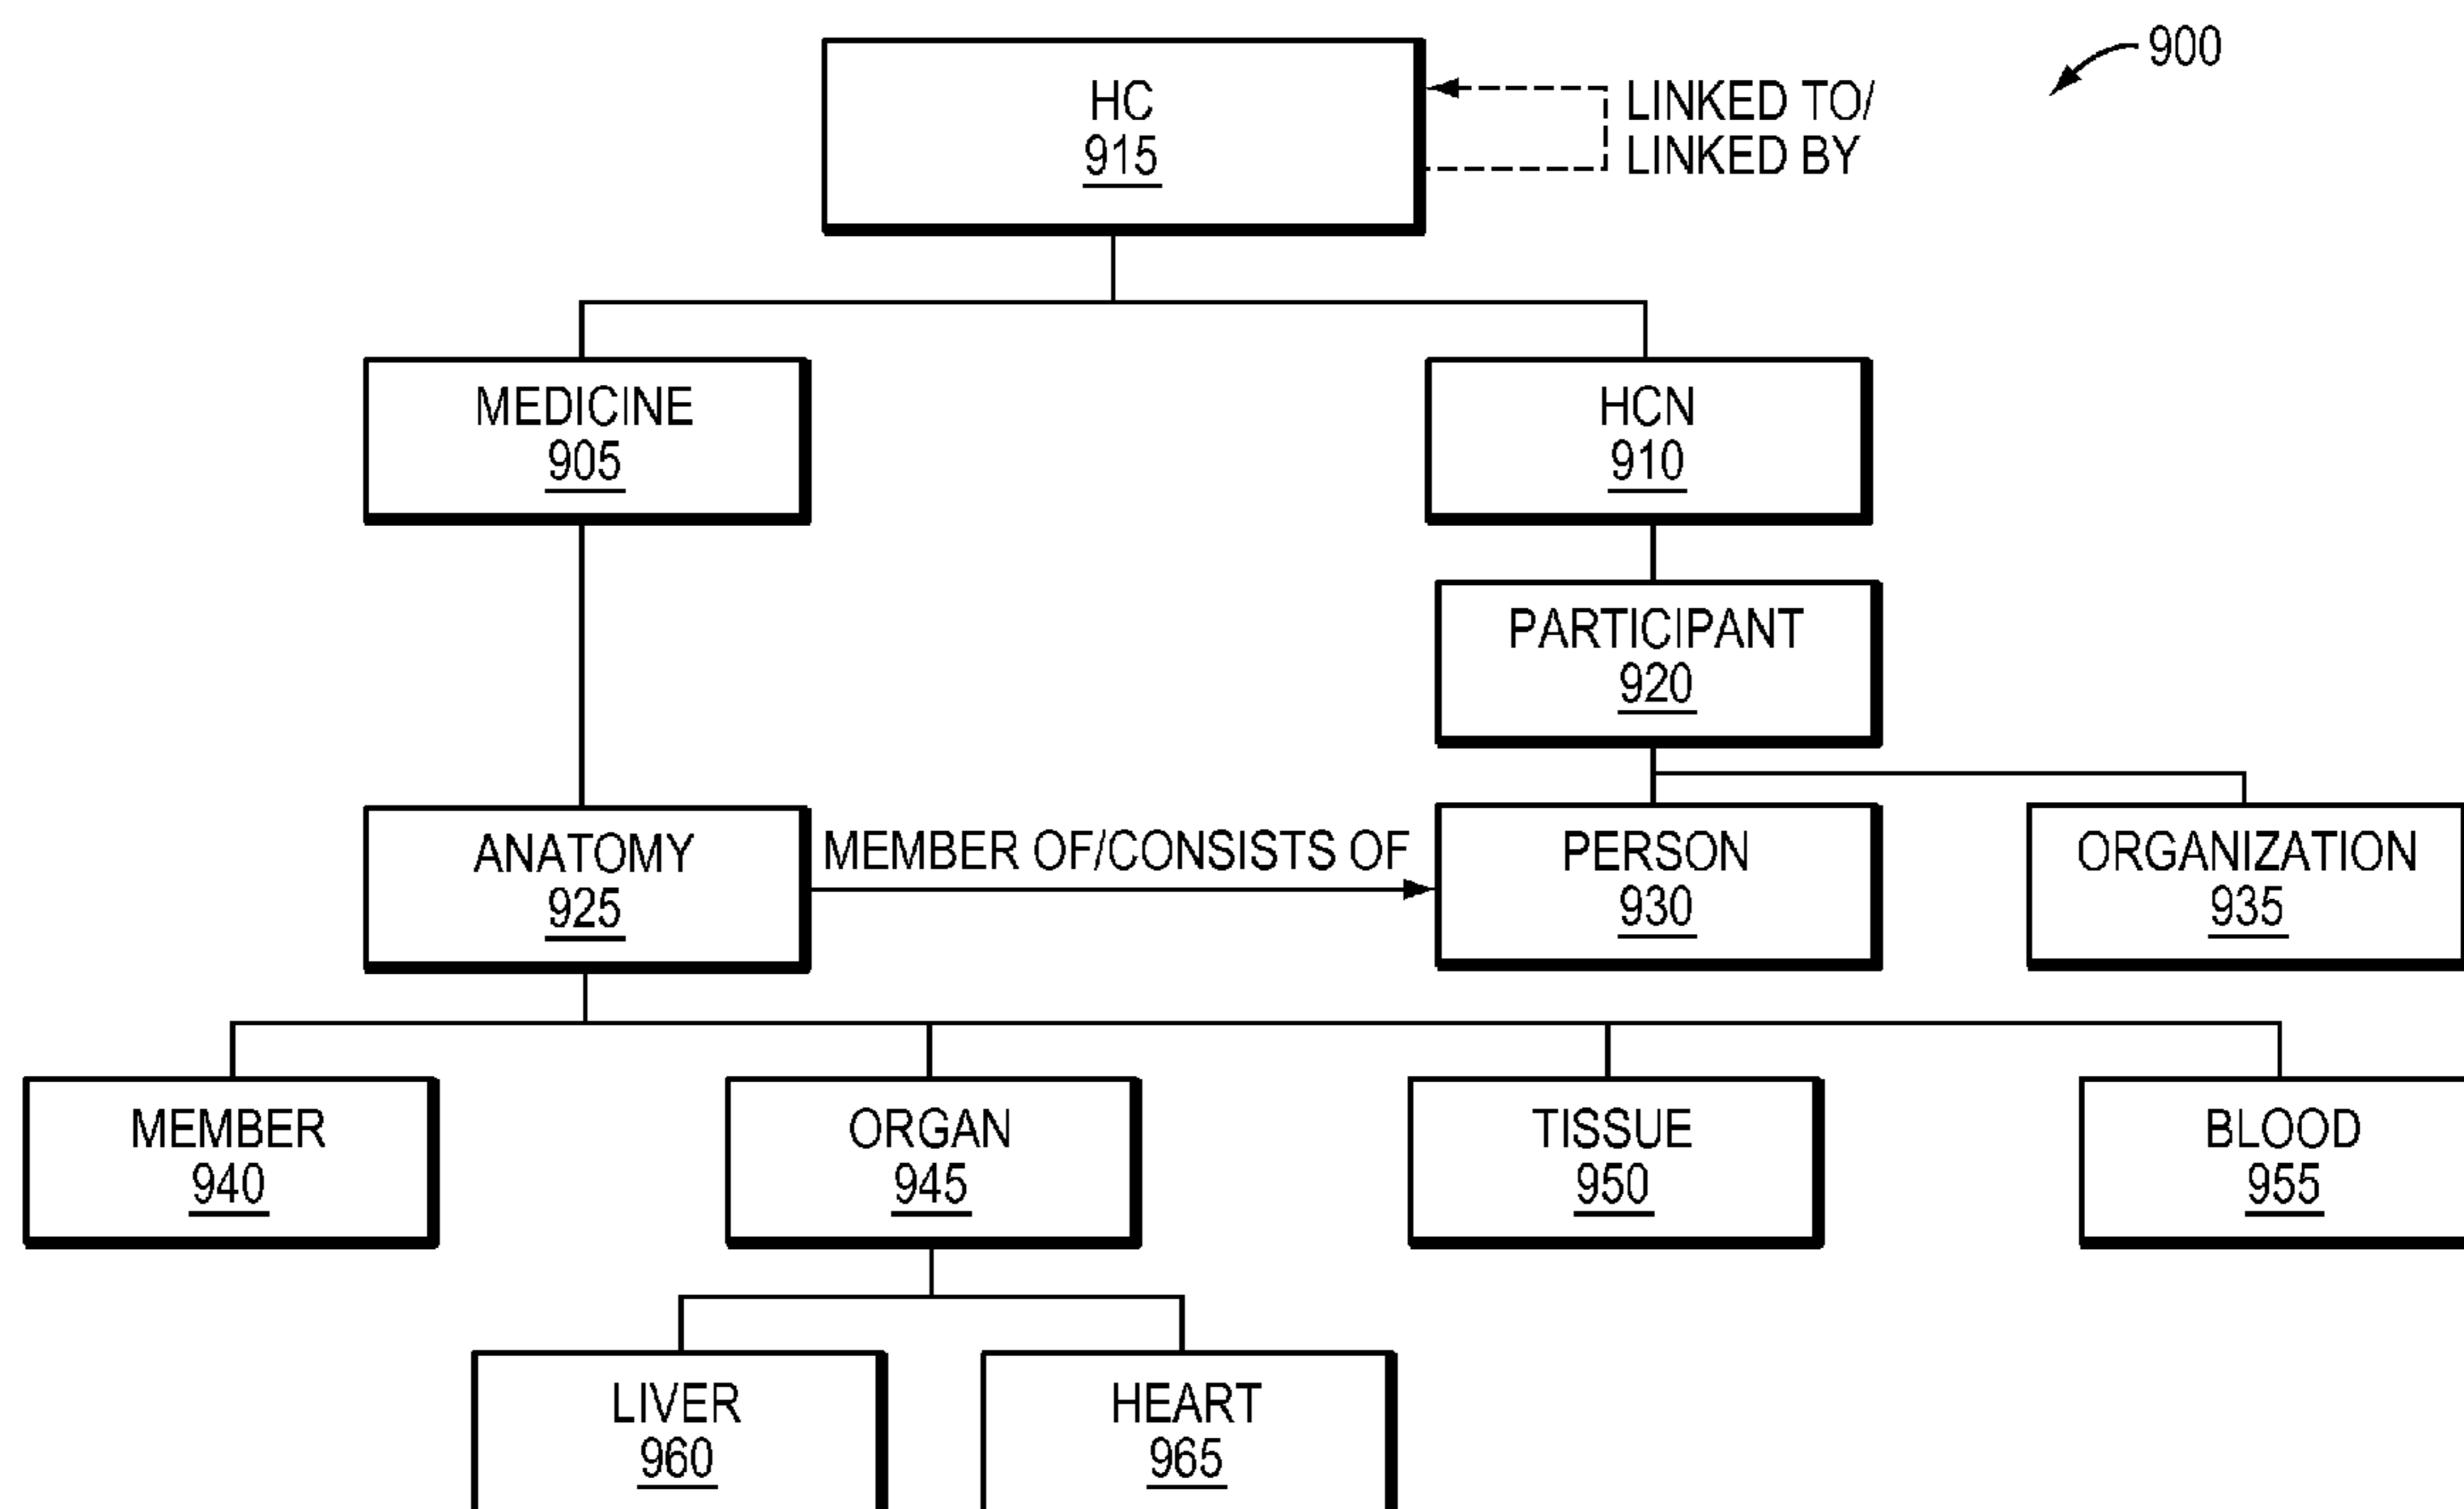 900
HC
915
LINKED TO/
LINKED BY
MEDICINE
905
HCN
910
PARTICIPANT
920
ANATOMY
925
MEMBER OF/CONSISTS OF
PERSON
930
ORGANIZATION
935
MEMBER
940
ORGAN
945
TISSUE
950
BLOOD
955
LIVER
960
HEART
965